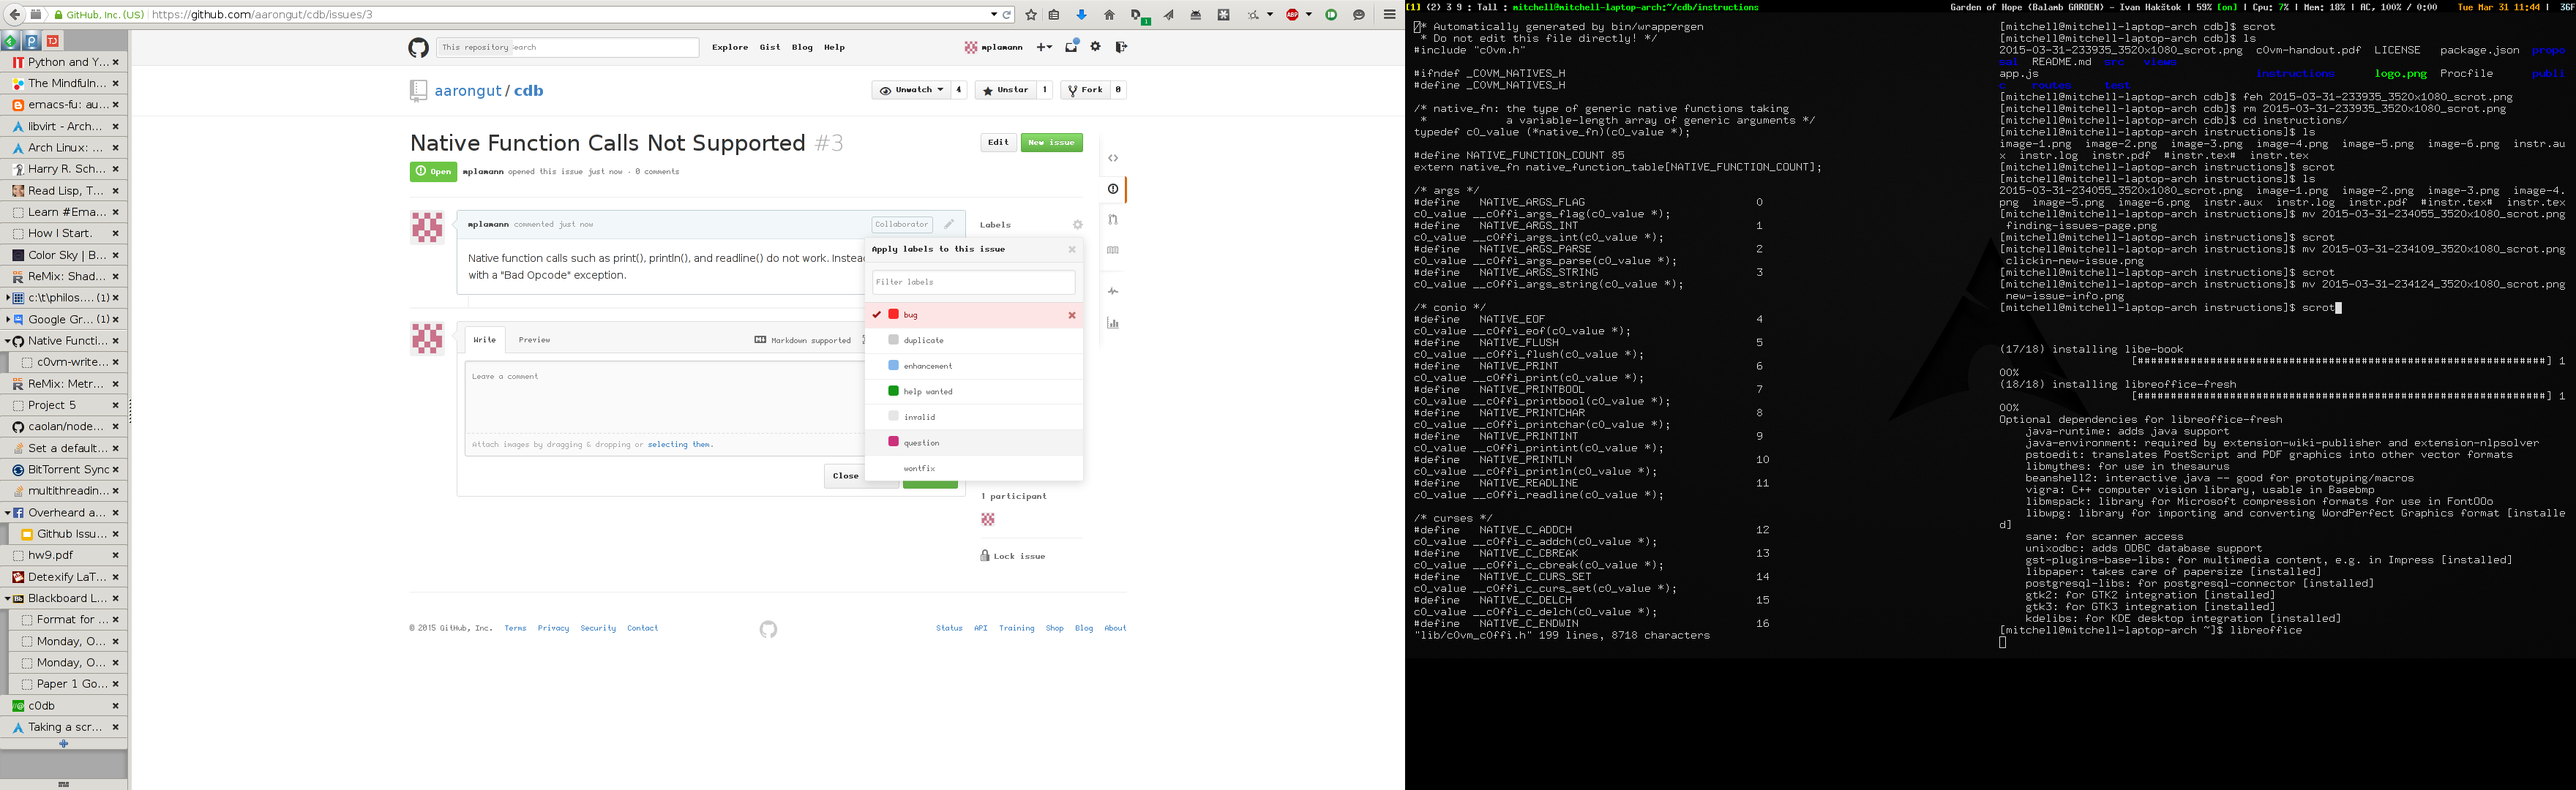 GitHub, Inc. (US)
https://github.com/aarongut/cdb/issues/3
Python and Y...
The Mindfuln...
emacs-fu: au...
libvirt - Arch...
Arch Linux: ...
Harry R. Sch...
Read Lisp, T...
Learn #Ema...
How I Start.
Color Sky | B...
ReMix: Shad...
c:\t\philos.... (1)
Google Gr... (1)
Native Functi...
c0vm-write...
ReMix: Metr...
Project 5
caolan/node...
Set a default...
BitTorrent Sync
multithreadin...
Overheard a...
Github Issu...
hw9.pdf
Detexify LaT...
Blackboard L...
Format for ...
Monday, O...
Monday, O...
Paper 1 Go...
c0db
Taking a scr...
This repository
Explore Gist Blog Help
mplamann
aarongut / cdb
Unwatch 4
Unstar 1
Fork 0
Native Function Calls Not Supported #3
Edit
New issue
Open
mplamann opened this issue just now · 0 comments
mplamann commented just now
Collaborator
Native function calls such as print(), println(), and readline() do not work. Instead
with a "Bad Opcode" exception.
Write
Preview
Markdown supported
Leave a comment
Attach images by dragging & dropping or selecting them.
Close
Labels
Apply labels to this issue
Filter labels
bug
duplicate
enhancement
help wanted
invalid
question
wontfix
1 participant
Lock issue
© 2015 GitHub, Inc. Terms Privacy Security Contact
Status API Training Shop Blog About
[1] (2) 3 9 : Tall : mitchell@mitchell-laptop-arch:~/cdb/instructions
Garden of Hope (Balamb GARDEN) - Ivan Hakštok | 59% [on] | Cpu: 7% | Mem: 18% | AC, 100% / 0:00 Tue Mar 31 11:44 | 36F
/* Automatically generated by bin/wrappergen
 * Do not edit this file directly! */
#include "c0vm.h"
#ifndef _C0VM_NATIVES_H
#define _C0VM_NATIVES_H
/* native_fn: the type of generic native functions taking
 * a variable-length array of generic arguments */
typedef c0_value (*native_fn)(c0_value *);
#define NATIVE_FUNCTION_COUNT 85
extern native_fn native_function_table[NATIVE_FUNCTION_COUNT];
/* args */
#define NATIVE_ARGS_FLAG 0
c0_value __c0ffi_args_flag(c0_value *);
#define NATIVE_ARGS_INT 1
c0_value __c0ffi_args_int(c0_value *);
#define NATIVE_ARGS_PARSE 2
c0_value __c0ffi_args_parse(c0_value *);
#define NATIVE_ARGS_STRING 3
c0_value __c0ffi_args_string(c0_value *);
/* conio */
#define NATIVE_EOF 4
c0_value __c0ffi_eof(c0_value *);
#define NATIVE_FLUSH 5
c0_value __c0ffi_flush(c0_value *);
#define NATIVE_PRINT 6
c0_value __c0ffi_print(c0_value *);
#define NATIVE_PRINTBOOL 7
c0_value __c0ffi_printbool(c0_value *);
#define NATIVE_PRINTCHAR 8
c0_value __c0ffi_printchar(c0_value *);
#define NATIVE_PRINTINT 9
c0_value __c0ffi_printint(c0_value *);
#define NATIVE_PRINTLN 10
c0_value __c0ffi_println(c0_value *);
#define NATIVE_READLINE 11
c0_value __c0ffi_readline(c0_value *);
/* curses */
#define NATIVE_C_ADDCH 12
c0_value __c0ffi_c_addch(c0_value *);
#define NATIVE_C_CBREAK 13
c0_value __c0ffi_c_cbreak(c0_value *);
#define NATIVE_C_CURS_SET 14
c0_value __c0ffi_c_curs_set(c0_value *);
#define NATIVE_C_DELCH 15
c0_value __c0ffi_c_delch(c0_value *);
#define NATIVE_C_ENDWIN 16
"lib/c0vm_c0ffi.h" 199 lines, 8718 characters
[mitchell@mitchell-laptop-arch cdb]$ scrot
[mitchell@mitchell-laptop-arch cdb]$ ls
2015-03-31-233935_3520x1080_scrot.png c0vm-handout.pdf LICENSE package.json propo
sal README.md src views
app.js instructions logo.png Procfile publi
c routes test
[mitchell@mitchell-laptop-arch cdb]$ feh 2015-03-31-233935_3520x1080_scrot.png
[mitchell@mitchell-laptop-arch cdb]$ rm 2015-03-31-233935_3520x1080_scrot.png
[mitchell@mitchell-laptop-arch cdb]$ cd instructions/
[mitchell@mitchell-laptop-arch instructions]$ ls
image-1.png image-2.png image-3.png image-4.png image-5.png image-6.png instr.au
x instr.log instr.pdf #instr.tex# instr.tex
[mitchell@mitchell-laptop-arch instructions]$ scrot
[mitchell@mitchell-laptop-arch instructions]$ ls
2015-03-31-234055_3520x1080_scrot.png image-1.png image-2.png image-3.png image-4.
png image-5.png image-6.png instr.aux instr.log instr.pdf #instr.tex# instr.tex
[mitchell@mitchell-laptop-arch instructions]$ mv 2015-03-31-234055_3520x1080_scrot.png
 finding-issues-page.png
[mitchell@mitchell-laptop-arch instructions]$ scrot
[mitchell@mitchell-laptop-arch instructions]$ mv 2015-03-31-234109_3520x1080_scrot.png
 clickin-new-issue.png
[mitchell@mitchell-laptop-arch instructions]$ scrot
[mitchell@mitchell-laptop-arch instructions]$ mv 2015-03-31-234124_3520x1080_scrot.png
 new-issue-info.png
[mitchell@mitchell-laptop-arch instructions]$ scrot
(17/18) installing libe-book
[##############################################################] 1
00%
(18/18) installing libreoffice-fresh
[##############################################################] 1
00%
Optional dependencies for libreoffice-fresh
java-runtime: adds java support
java-environment: required by extension-wiki-publisher and extension-nlpsolver
pstoedit: translates PostScript and PDF graphics into other vector formats
libmythes: for use in thesaurus
beanshell2: interactive java -- good for prototyping/macros
vigra: C++ computer vision library, usable in Basebmp
libmspack: library for Microsoft compression formats for use in FontOOo
libwpg: library for importing and converting WordPerfect Graphics format [installe
d]
sane: for scanner access
unixodbc: adds ODBC database support
gst-plugins-base-libs: for multimedia content, e.g. in Impress [installed]
libpaper: takes care of papersize [installed]
postgresql-libs: for postgresql-connector [installed]
gtk2: for GTK2 integration [installed]
gtk3: for GTK3 integration [installed]
kdelibs: for KDE desktop integration [installed]
[mitchell@mitchell-laptop-arch ~]$ libreoffice